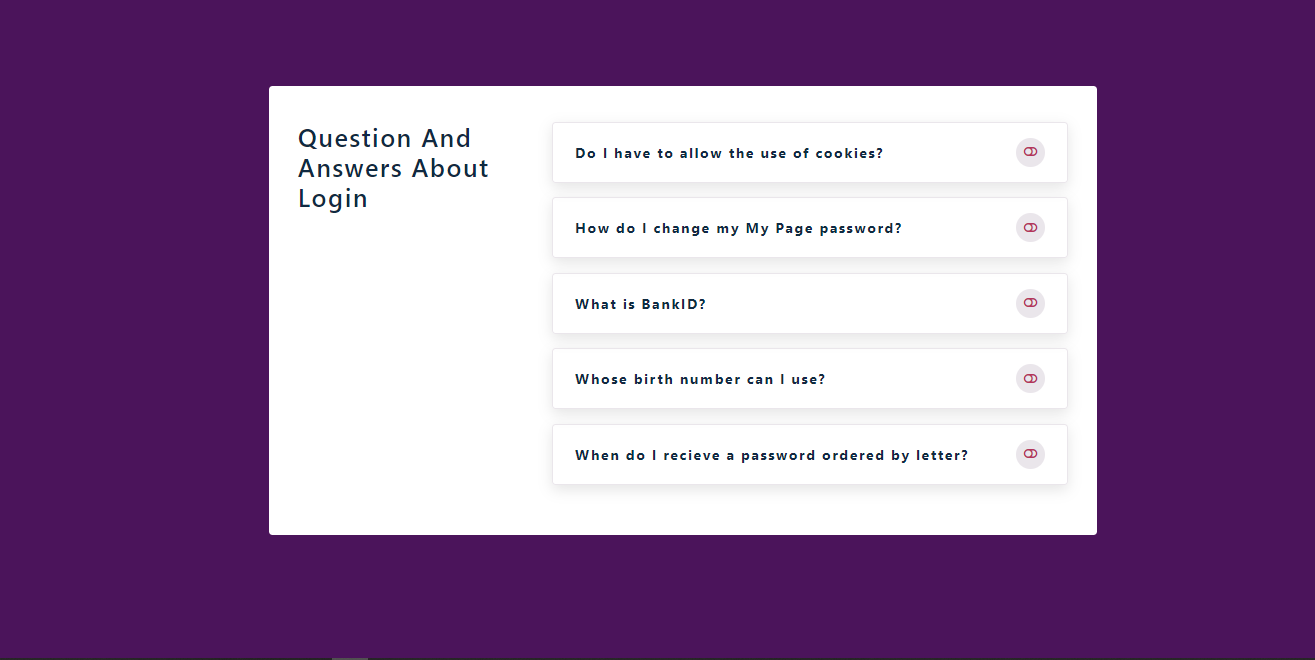 Question And
Answers About
Login
Do I have to allow the use of cookies?
How do I change my My Page password?
What is BankID?
Whose birth number can I use?
When do I recieve a password ordered by letter?